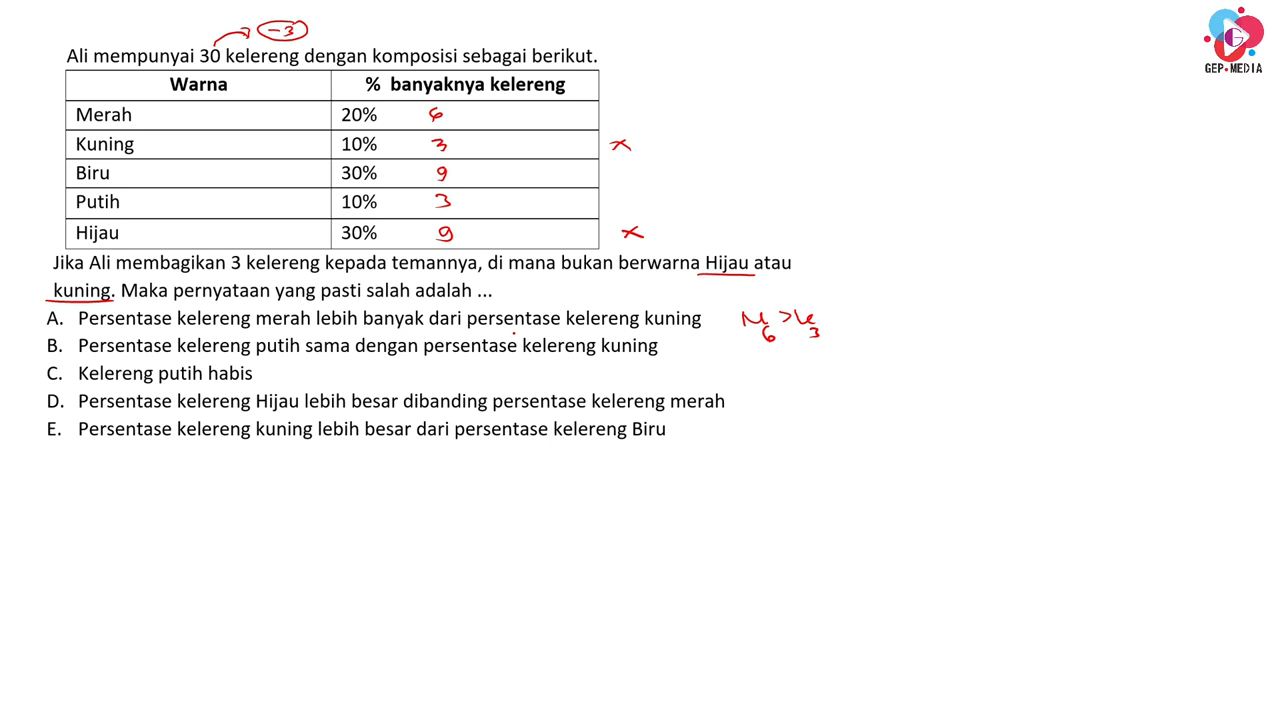 -3
Ali mempunyai 30 kelereng dengan komposisi sebagai berikut.
GEP•MEDIA
Warna % banyaknya kelereng
Merah 20% 6
Kuning 10% 3 x
Biru 30% 9
Putih 10% 3
Hijau 30% 9 x
Jika Ali membagikan 3 kelereng kepada temannya, di mana bukan berwarna Hijau atau
kuning. Maka pernyataan yang pasti salah adalah ...
A. Persentase kelereng merah lebih banyak dari persentase kelereng kuning M > k
6 3
B. Persentase kelereng putih sama dengan persentase kelereng kuning
C. Kelereng putih habis
D. Persentase kelereng Hijau lebih besar dibanding persentase kelereng merah
E. Persentase kelereng kuning lebih besar dari persentase kelereng Biru